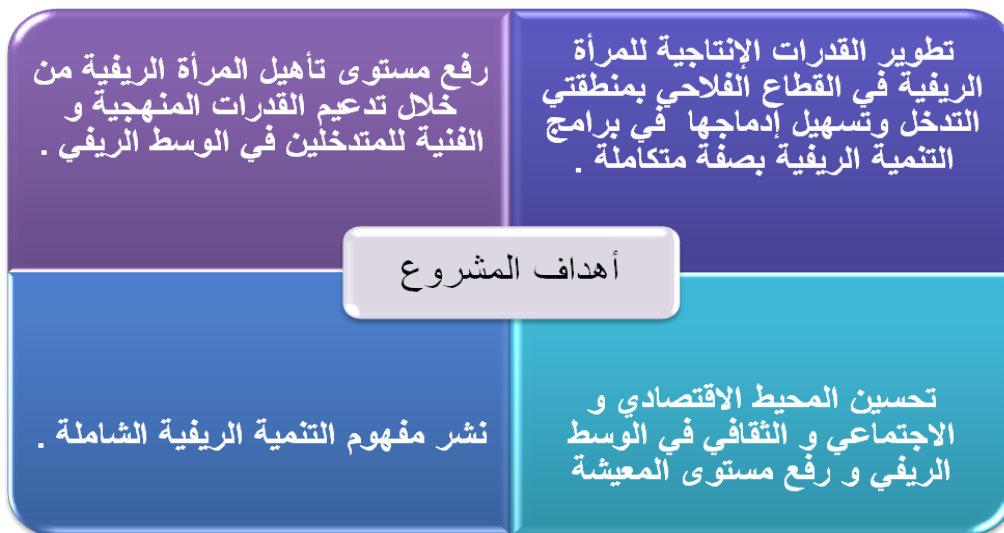 تطوير القدرات الإنتاجية للمرأة
الريفية في القطاع الفلاحي بمنطقتي
التدخل وتسهيل إدماجها في برامج
التنمية الريفية بصفة متكاملة .
رفع مستوى تأهيل المرأة الريفية من
خلال تدعيم القدرات المنهجية و
الفنية للمتدخلين في الوسط الريفي .
أهداف المشروع
تحسين المحيط الاقتصادي و
الاجتماعي و الثقافي في الوسط
الريفي و رفع مستوى المعيشة
نشر مفهوم التنمية الريفية الشاملة .